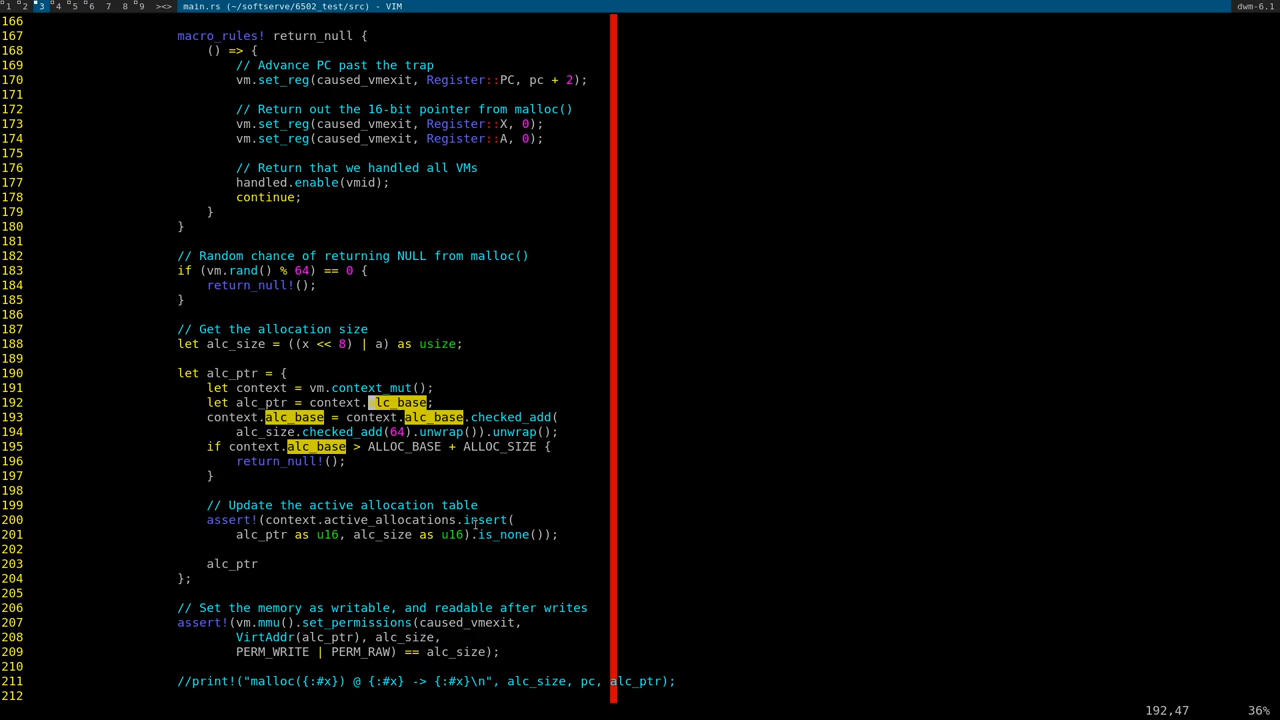 1 2 3 4 5 6 7 8 9 ><> main.rs (~/softserve/6502_test/src) - VIM dwm-6.1
166
167 macro_rules! return_null {
168 () => {
169 // Advance PC past the trap
170 vm.set_reg(caused_vmexit, Register::PC, pc + 2);
171
172 // Return out the 16-bit pointer from malloc()
173 vm.set_reg(caused_vmexit, Register::X, 0);
174 vm.set_reg(caused_vmexit, Register::A, 0);
175
176 // Return that we handled all VMs
177 handled.enable(vmid);
178 continue;
179 }
180 }
181
182 // Random chance of returning NULL from malloc()
183 if (vm.rand() % 64) == 0 {
184 return_null!();
185 }
186
187 // Get the allocation size
188 let alc_size = ((x << 8) | a) as usize;
189
190 let alc_ptr = {
191 let context = vm.context_mut();
192 let alc_ptr = context.alc_base;
193 context.alc_base = context.alc_base.checked_add(
194 alc_size.checked_add(64).unwrap()).unwrap();
195 if context.alc_base > ALLOC_BASE + ALLOC_SIZE {
196 return_null!();
197 }
198
199 // Update the active allocation table
200 assert!(context.active_allocations.insert(
201 alc_ptr as u16, alc_size as u16).is_none());
202
203 alc_ptr
204 };
205
206 // Set the memory as writable, and readable after writes
207 assert!(vm.mmu().set_permissions(caused_vmexit,
208 VirtAddr(alc_ptr), alc_size,
209 PERM_WRITE | PERM_RAW) == alc_size);
210
211 //print!("malloc({:#x}) @ {:#x} -> {:#x}\n", alc_size, pc, alc_ptr);
212
192,47 36%